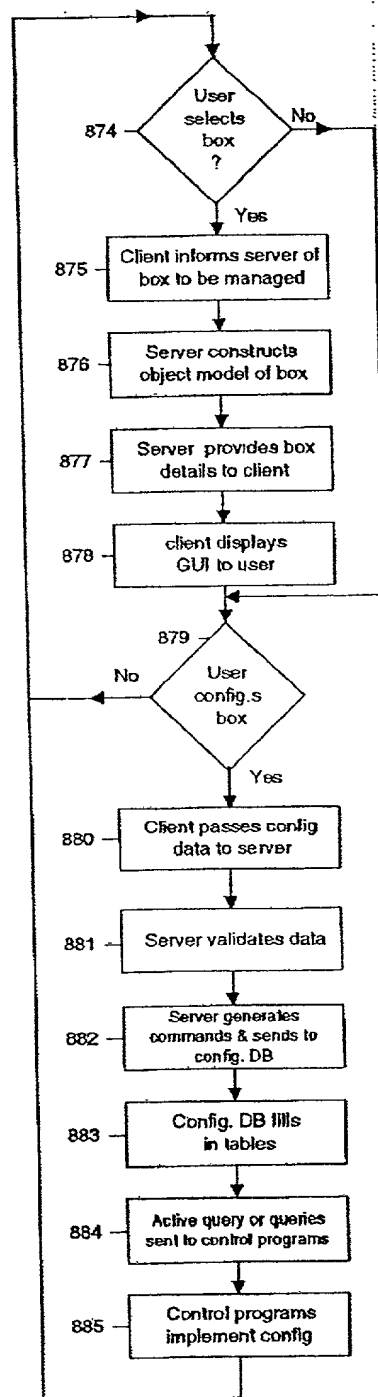 User
selects
box
?
874
No
Yes
875
Client informs server of
box to be managed
876
Server constructs
object model of box
877
Server provides box
details to client
878
client displays
GUI to user
879
User
config.s
box
No
Yes
880
Client passes config
data to server
881
Server validates data
882
Server generates
commands & sends to
config. DB
883
Config. DB fills
in tables
884
Active query or queries
sent to control programs
885
Control programs
implement config